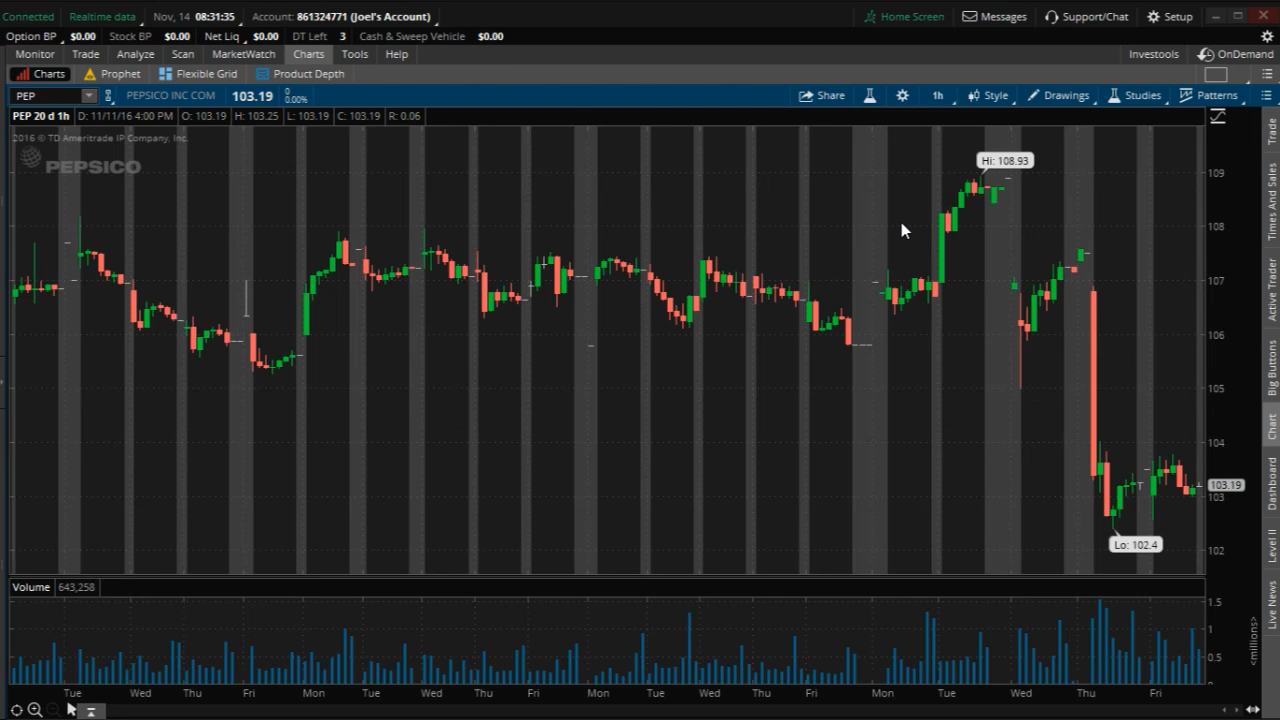 Connected Realtime data Nov, 14 08:31:35 Account: 861324771 (Joel's Account) Home Screen Messages Support/Chat Setup
Option BP $0.00 Stock BP $0.00 Net Liq $0.00 DT Left 3 Cash & Sweep Vehicle $0.00
Monitor Trade Analyze Scan MarketWatch Charts Tools Help Investools OnDemand
Charts Prophet Flexible Grid Product Depth
PEP PEPSICO INC COM 103.19 0 0.00% Share 1h Style Drawings Studies Patterns
PEP 20 d 1h D: 11/11/16 4:00 PM O: 103.19 H: 103.25 L: 103.19 C: 103.19 R: 0.06
2016 © TD Ameritrade IP Company, Inc.
PEPSICO
Hi: 108.93
109
108
107
106
105
104
103.19
103
102
Lo: 102.4
Volume 643,258
1.5
1
0.5
0
<millions>
Tue Wed Thu Fri Mon Tue Wed Thu Fri Mon Tue Wed Thu Fri Mon Tue Wed Thu Fri
Trade
Times And Sales
Active Trader
Big Buttons
Chart
Dashboard
Level II
Live News